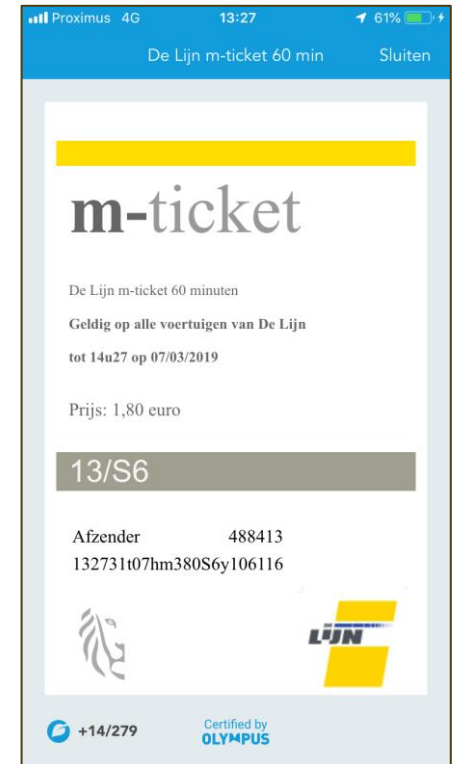 Proximus 4G 13:27 61%
De Lijn m-ticket 60 min Sluiten
m-ticket
De Lijn m-ticket 60 minuten
Geldig op alle voertuigen van De Lijn
tot 14u27 op 07/03/2019
Prijs: 1,80 euro
13/S6
Afzender 488413
132731t07hm380S6y106116
LIJN
+14/279
Certified by
OLYMPUS